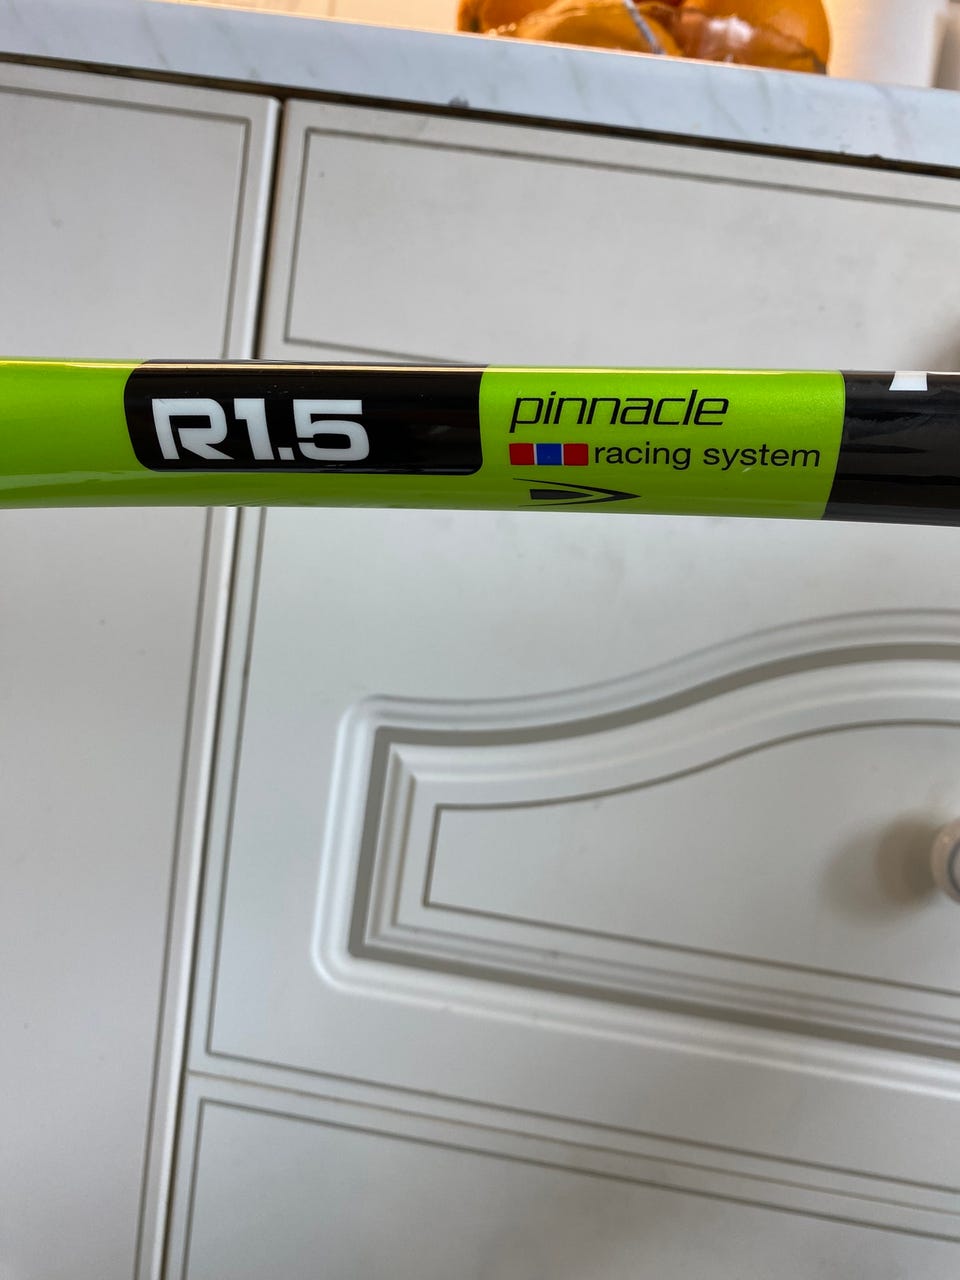 R1.5
pinnacle
racing system